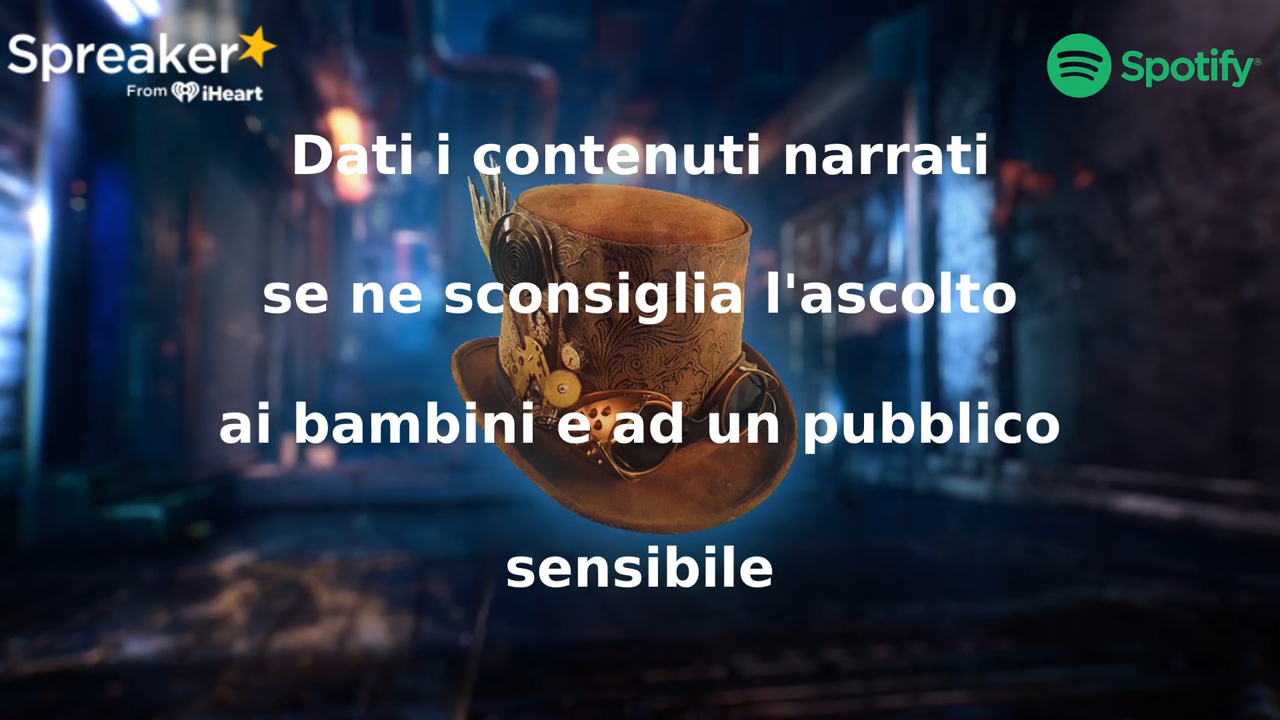 Spreaker
From iHeart
Spotify®
Dati i contenuti narrati
se ne sconsiglia l'ascolto
ai bambini e ad un pubblico
sensibile